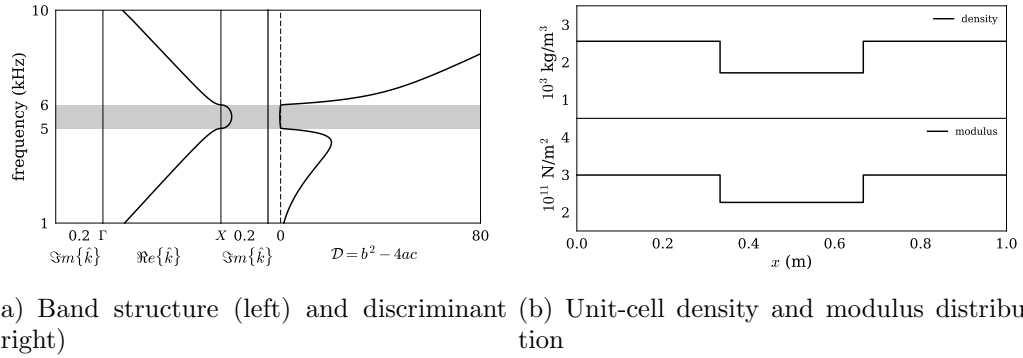 10
6
5
1
frequency (kHz)
0.2 Γ X 0.2 0 80
ℑm{k̂} ℜe{k̂} ℑm{k̂} 𝒟 = b² − 4ac
3
2
1
10³ kg/m³
density
4
3
2
10¹¹ N/m²
modulus
0.0 0.2 0.4 0.6 0.8 1.0
x (m)
a) Band structure (left) and discriminant
right)
(b) Unit-cell density and modulus distribu
tion